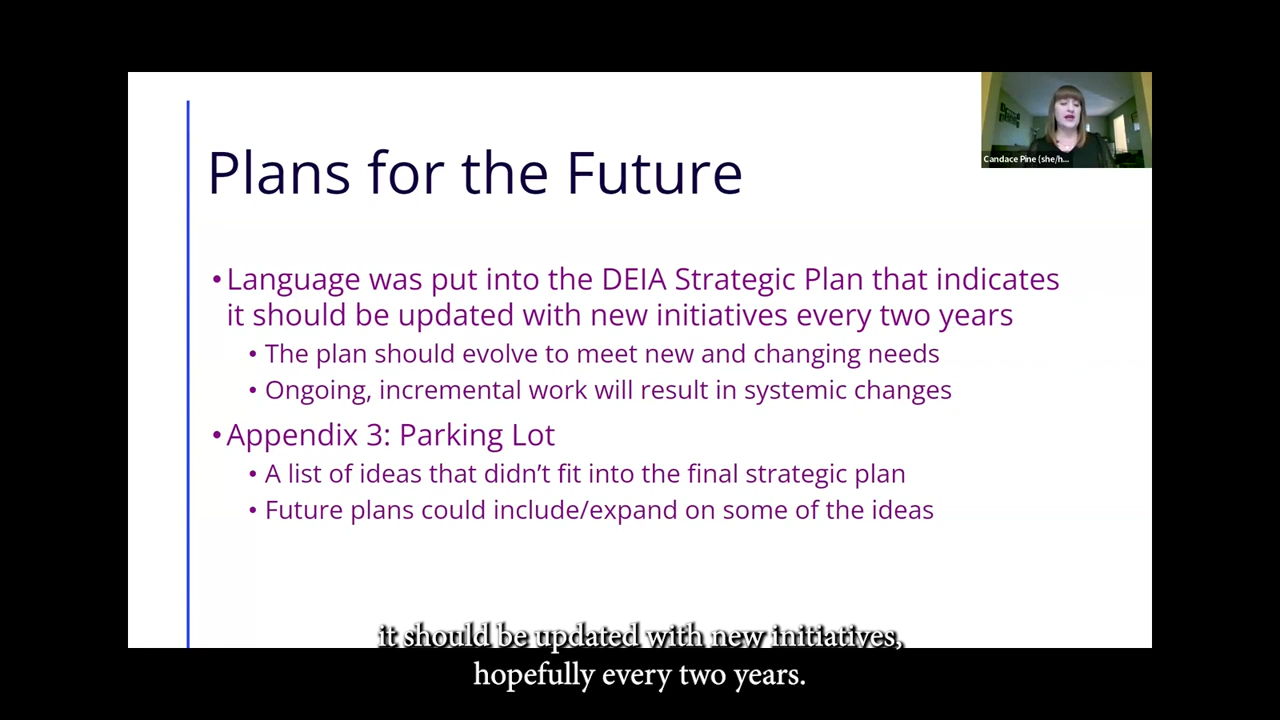 Candace Pine (she/h...
Plans for the Future
•Language was put into the DEIA Strategic Plan that indicates
it should be updated with new initiatives every two years
• The plan should evolve to meet new and changing needs
• Ongoing, incremental work will result in systemic changes
•Appendix 3: Parking Lot
• A list of ideas that didn’t fit into the final strategic plan
• Future plans could include/expand on some of the ideas
it should be updated with new initiatives,
hopefully every two years.